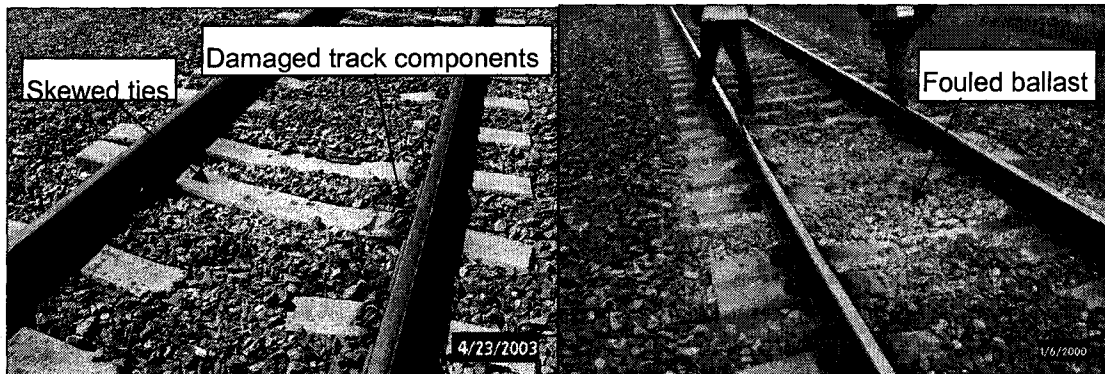 Damaged track components
Skewed ties
Fouled ballast
4/23/2003
1/6/2000